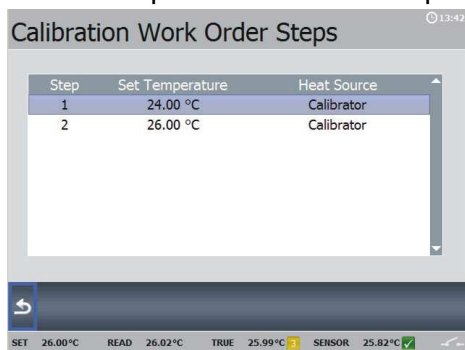 13:42
Calibration Work Order Steps
Step Set Temperature Heat Source
1 24.00 °C Calibrator
2 26.00 °C Calibrator
SET 26.00°C READ 26.02°C TRUE 25.99°C 3 SENSOR 25.82°C